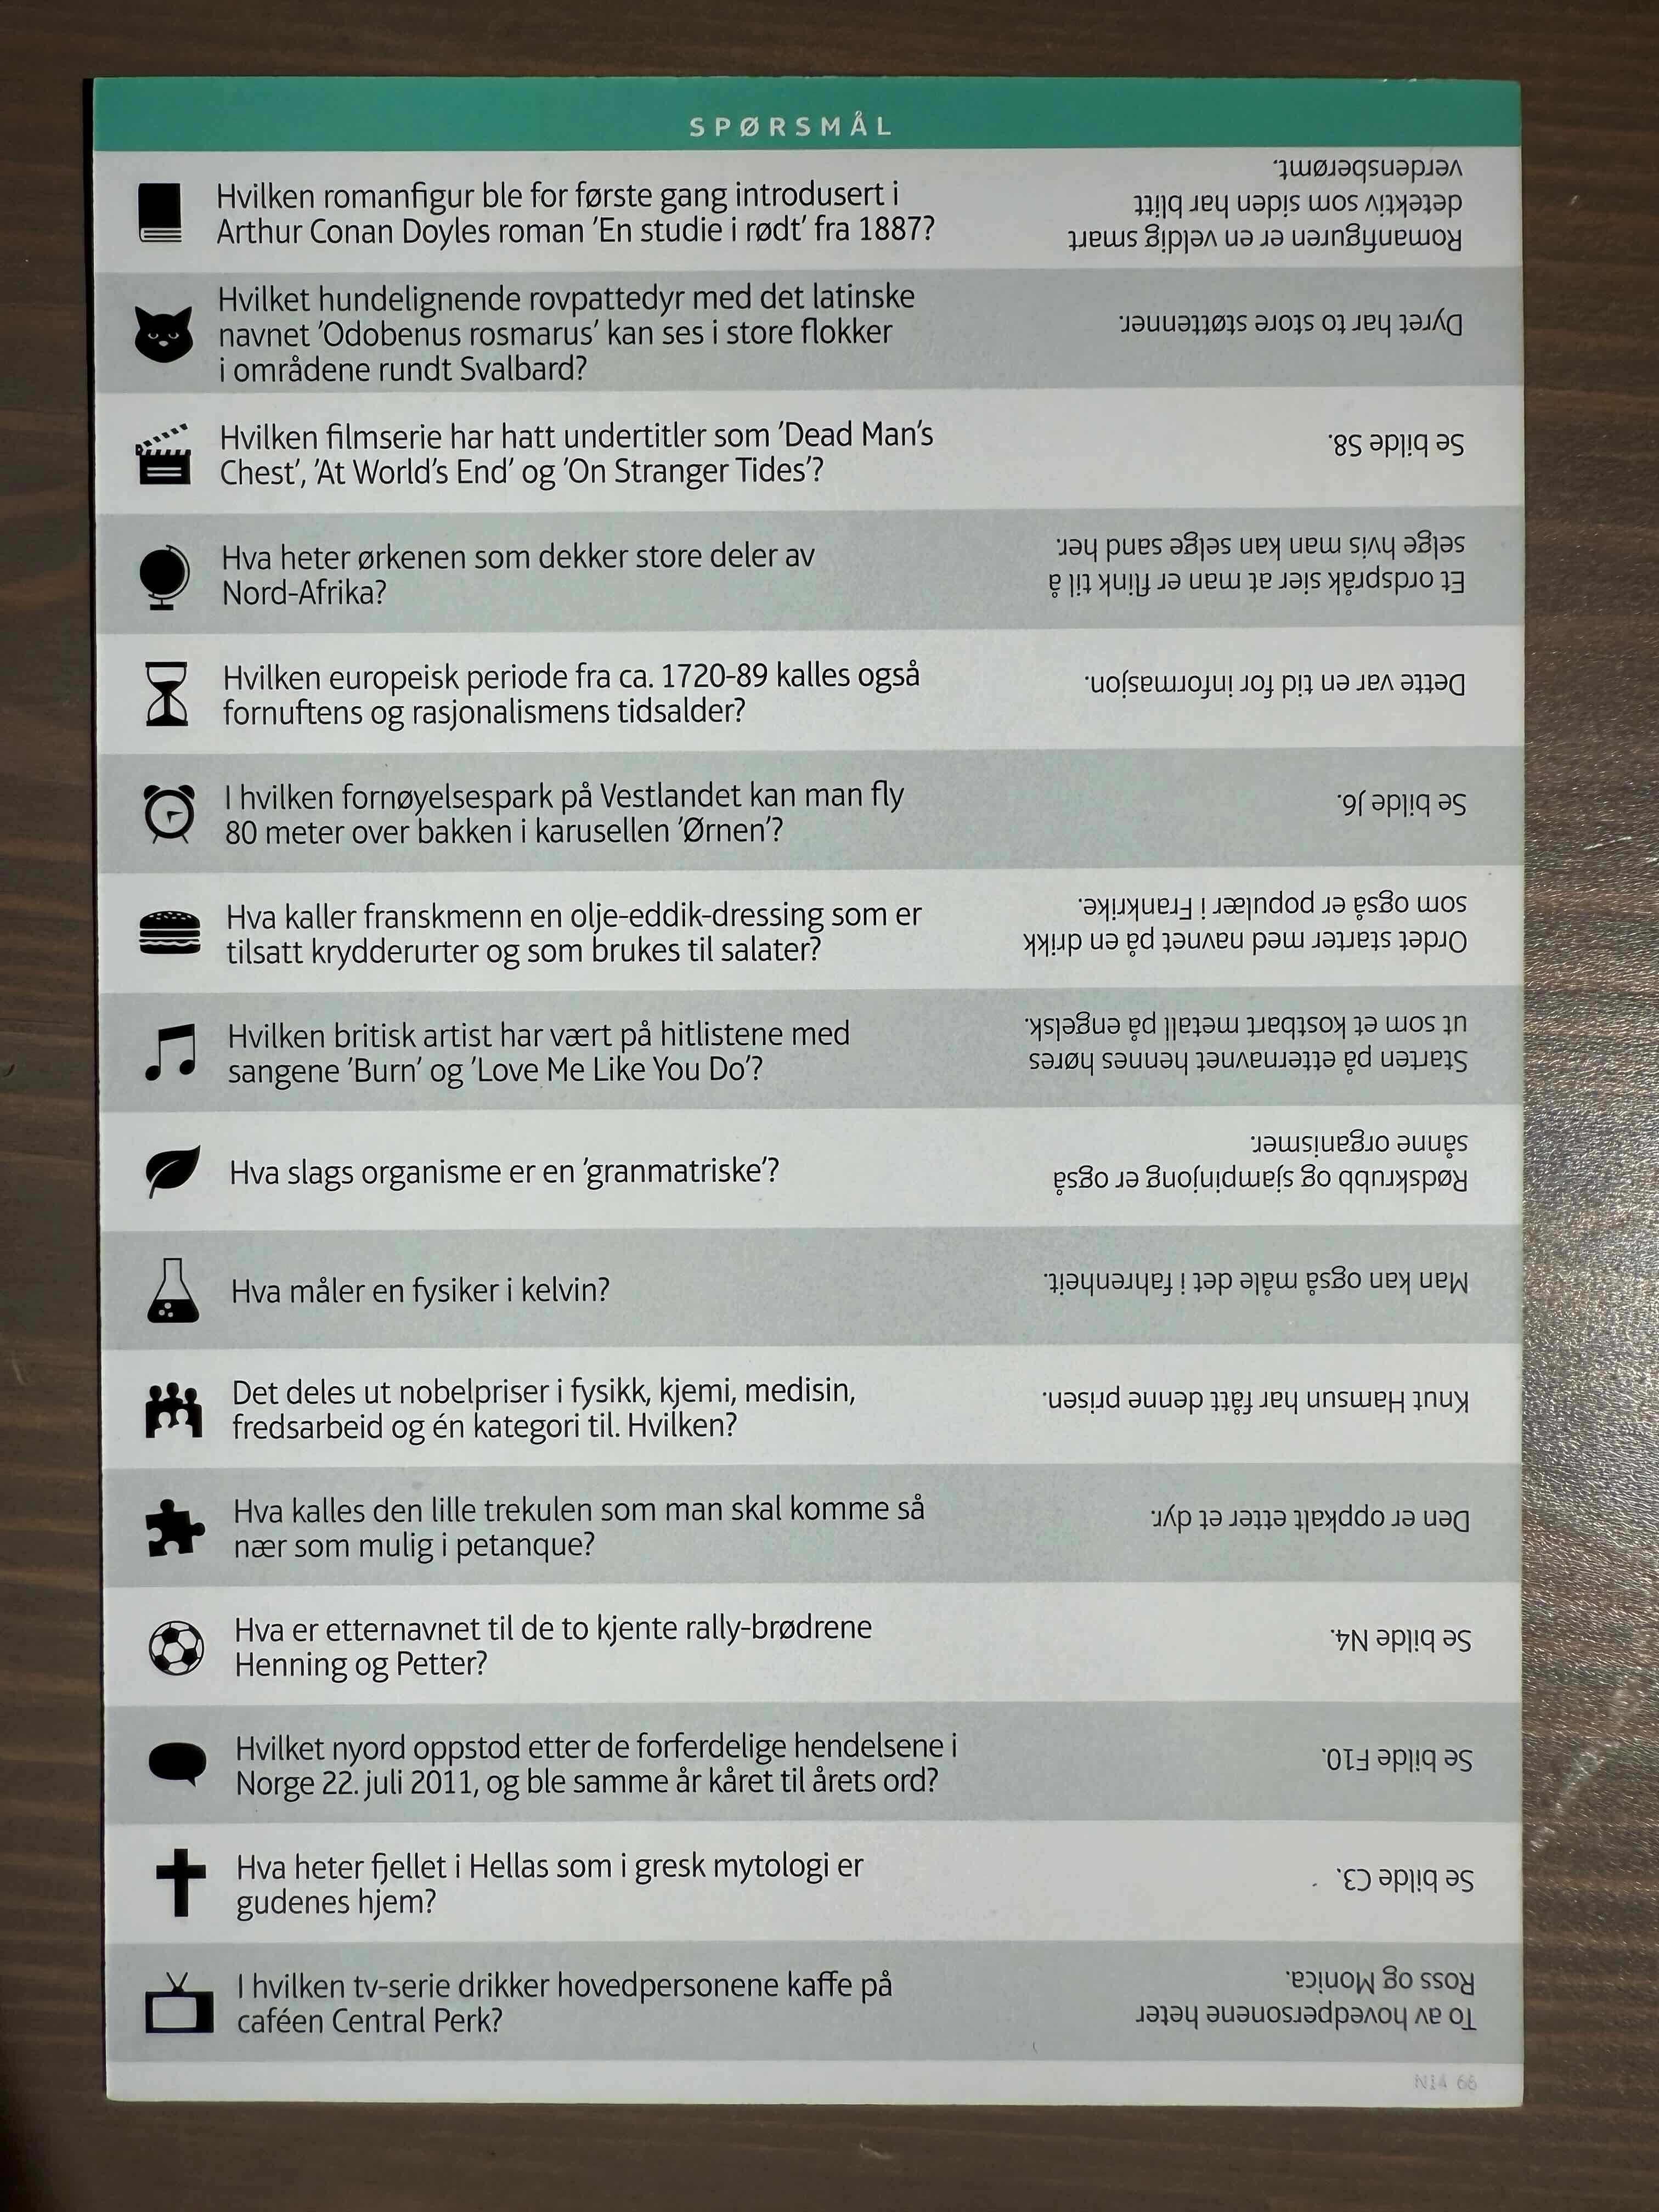 SPØRSMÅL
Hvilken romanfigur ble for første gang introdusert i
Arthur Conan Doyles roman ’En studie i rødt’ fra 1887?
Romanfiguren er en veldig smart
detektiv som siden har blitt
verdensberømt.
Hvilket hundelignende rovpattedyr med det latinske
navnet ’Odobenus rosmarus’ kan ses i store flokker
i områdene rundt Svalbard?
Dyret har to store støttenner.
Hvilken filmserie har hatt undertitler som ’Dead Man’s
Chest’, ’At World’s End’ og ’On Stranger Tides’?
Se bilde S8.
Hva heter ørkenen som dekker store deler av
Nord-Afrika?
Et ordspråk sier at man er flink til å
selge hvis man kan selge sand her.
Hvilken europeisk periode fra ca. 1720-89 kalles også
fornuftens og rasjonalismens tidsalder?
Dette var en tid for informasjon.
I hvilken fornøyelsespark på Vestlandet kan man fly
80 meter over bakken i karusellen ’Ørnen’?
Se bilde J6.
Hva kaller franskmenn en olje-eddik-dressing som er
tilsatt krydderurter og som brukes til salater?
Ordet starter med navnet på en drikk
som også er populær i Frankrike.
Hvilken britisk artist har vært på hitlistene med
sangene ’Burn’ og ’Love Me Like You Do’?
Starten på etternavnet hennes høres
ut som et kostbart metall på engelsk.
Hva slags organisme er en ’granmatriske’?
Rødskrubb og sjampinjong er også
sånne organismer.
Hva måler en fysiker i kelvin?
Man kan også måle det i fahrenheit.
Det deles ut nobelpriser i fysikk, kjemi, medisin,
fredsarbeid og én kategori til. Hvilken?
Knut Hamsun har fått denne prisen.
Hva kalles den lille trekulen som man skal komme så
nær som mulig i petanque?
Den er oppkalt etter et dyr.
Hva er etternavnet til de to kjente rally-brødrene
Henning og Petter?
Se bilde N4.
Hvilket nyord oppstod etter de forferdelige hendelsene i
Norge 22. juli 2011, og ble samme år kåret til årets ord?
Se bilde F10.
Hva heter fjellet i Hellas som i gresk mytologi er
gudenes hjem?
Se bilde C3.
I hvilken tv-serie drikker hovedpersonene kaffe på
caféen Central Perk?
To av hovedpersonene heter
Ross og Monica.
N14 66